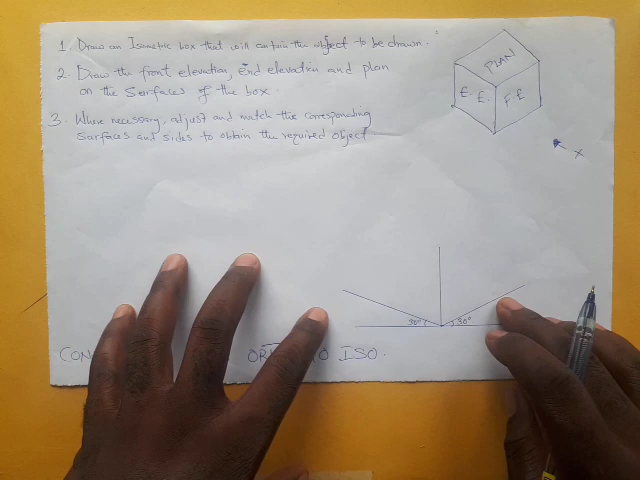 1. Draw an Isometric box that will contain the object to be drawn.
2. Draw the front elevation, end elevation and plan
on the Surfaces of the box.
3. Where necessary, adjust and match the corresponding
surfaces and sides to obtain the required object.
PLAN
E.E.
F.E
X
30°
30°
CON
OR
O ISO.